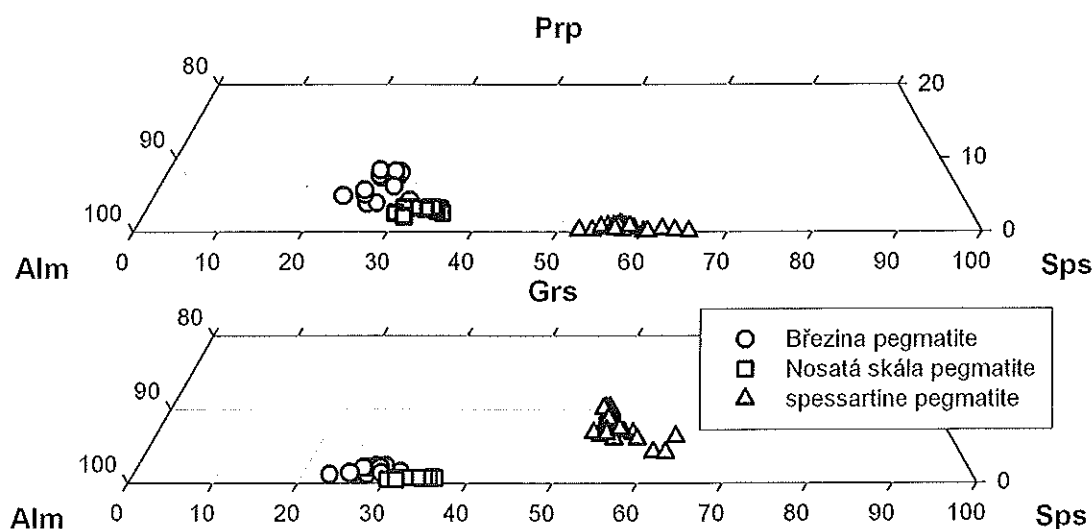 Prp
80 20
90 10
100 0
Alm 0 10 20 30 40 50 60 70 80 90 100 Sps
Grs
80
Březina pegmatite
Nosatá skála pegmatite
spessartine pegmatite
90
100 0
Alm 0 10 20 30 40 50 60 70 80 90 100 Sps